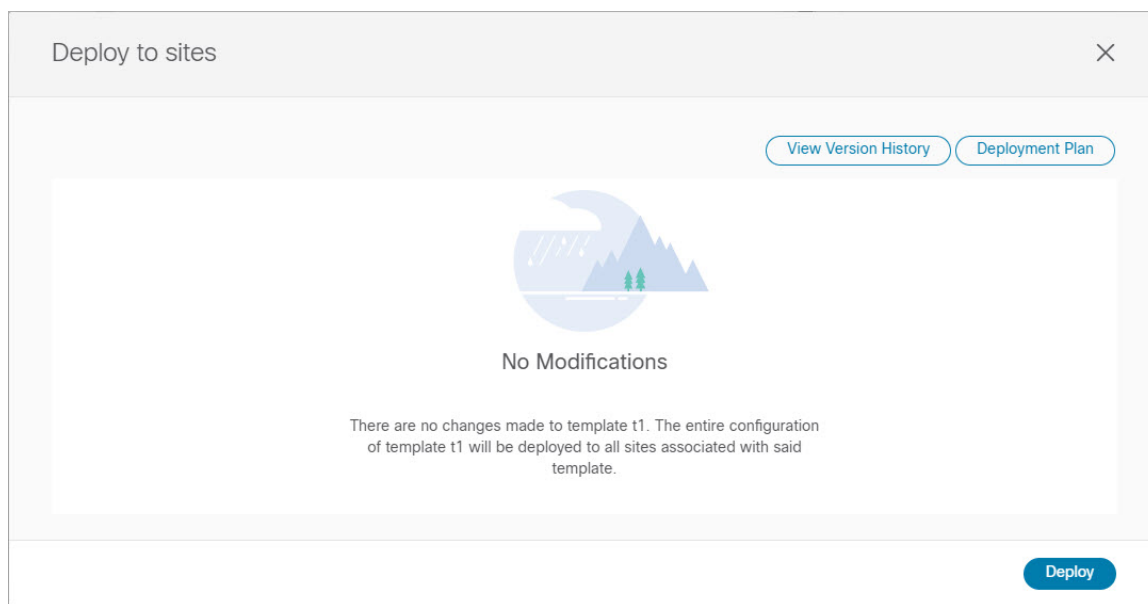 Deploy to sites
View Version History
Deployment Plan
No Modifications
There are no changes made to template t1. The entire configuration
of template t1 will be deployed to all sites associated with said
template.
Deploy